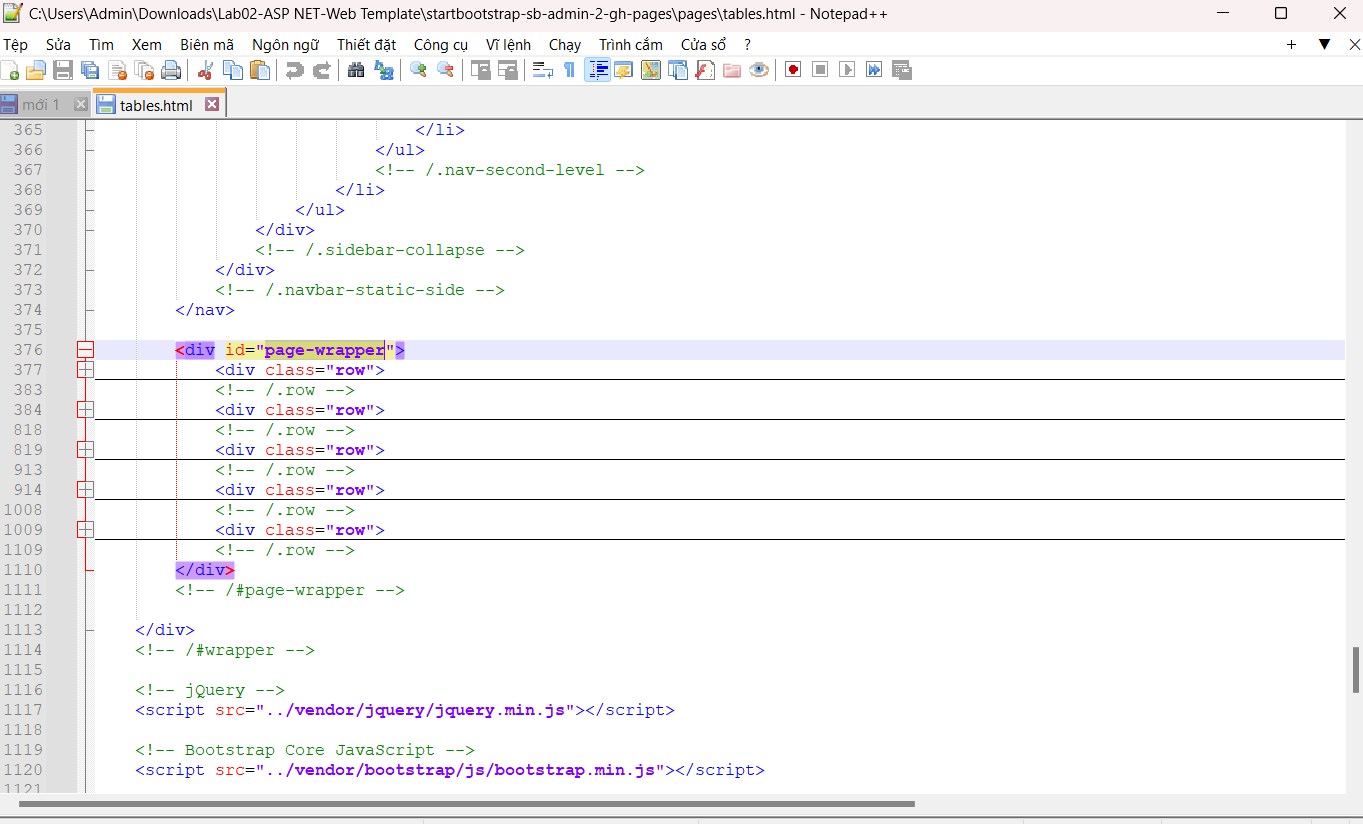 C:\Users\Admin\Downloads\Lab02-ASP NET-Web Template\startbootstrap-sb-admin-2-gh-pages\pages\tables.html - Notepad++
Tệp Sửa Tìm Xem Biên mã Ngôn ngữ Thiết đặt Công cụ Vĩ lệnh Chạy Trình cắm Cửa sổ ? + ▼ ×
mới 1 tables.html
365 </li>
366 </ul>
367 <!-- /.nav-second-level -->
368 </li>
369 </ul>
370 </div>
371 <!-- /.sidebar-collapse -->
372 </div>
373 <!-- /.navbar-static-side -->
374 </nav>
375
376 <div id="page-wrapper">
377 <div class="row">
383 <!-- /.row -->
384 <div class="row">
818 <!-- /.row -->
819 <div class="row">
913 <!-- /.row -->
914 <div class="row">
1008 <!-- /.row -->
1009 <div class="row">
1109 <!-- /.row -->
1110 </div>
1111 <!-- /#page-wrapper -->
1112
1113 </div>
1114 <!-- /#wrapper -->
1115
1116 <!-- jQuery -->
1117 <script src="../vendor/jquery/jquery.min.js"></script>
1118
1119 <!-- Bootstrap Core JavaScript -->
1120 <script src="../vendor/bootstrap/js/bootstrap.min.js"></script>
1121